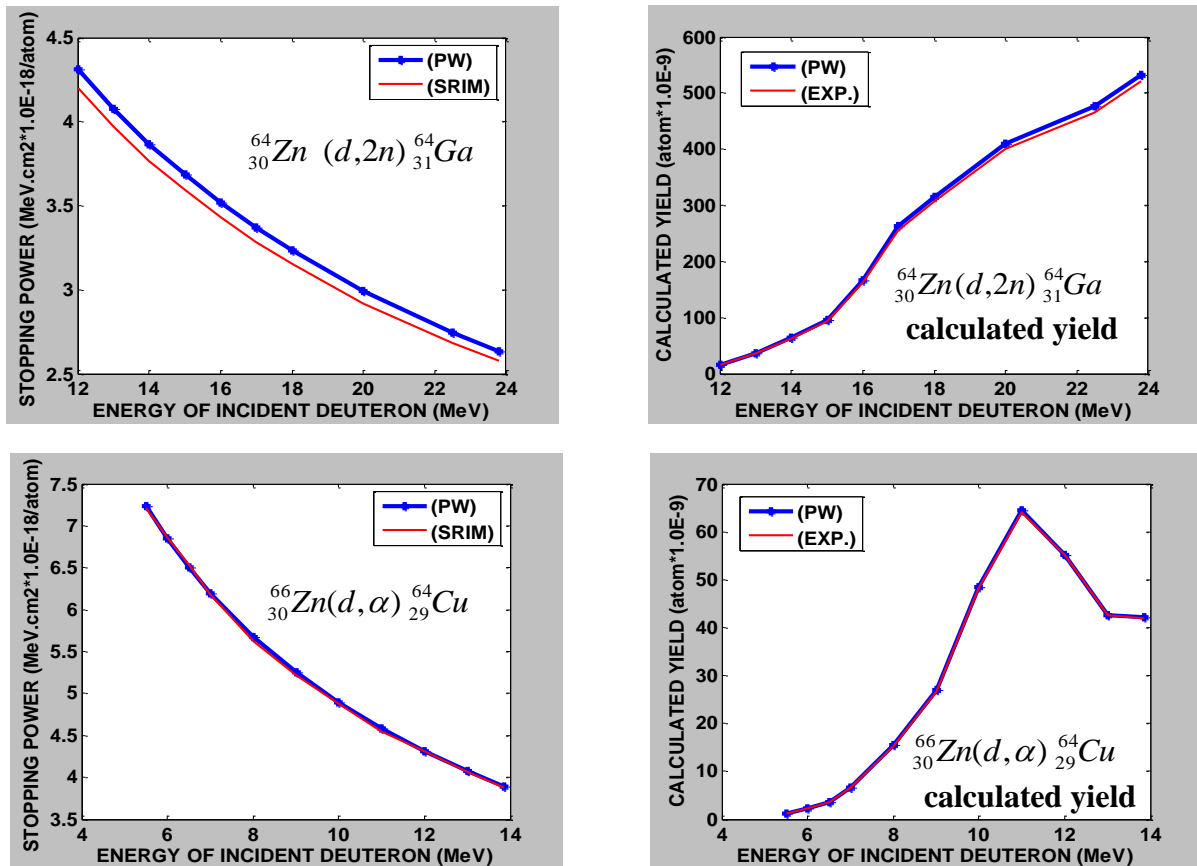 STOPPING POWER (MeV.cm2*1.0E-18/atom)
4.5
4
3.5
3
2.5
12 14 16 18 20 22 24
ENERGY OF INCIDENT DEUTERON (MeV)
(PW)
(SRIM)
64 30 Zn (d,2n) 64 31 Ga
CALCULATED YIELD (atom*1.0E-9)
600
500
400
300
200
100
0
12 14 16 18 20 22 24
ENERGY OF INCIDENT DEUTERON (MeV)
(PW)
(EXP.)
64 30 Zn(d,2n) 64 31 Ga
calculated yield
STOPPING POWER (MeV.cm2*1.0E-18/atom)
7.5
7
6.5
6
5.5
5
4.5
4
3.5
4 6 8 10 12 14
ENERGY OF INCIDENT DEUTERON (MeV)
(PW)
(SRIM)
66 30 Zn(d,α) 64 29 Cu
CALCULATED YIELD (atom*1.0E-9)
70
60
50
40
30
20
10
0
4 6 8 10 12 14
ENERGY OF INCIDENT DEUTERON (MeV)
(PW)
(EXP.)
66 30 Zn(d,α) 64 29 Cu
calculated yield